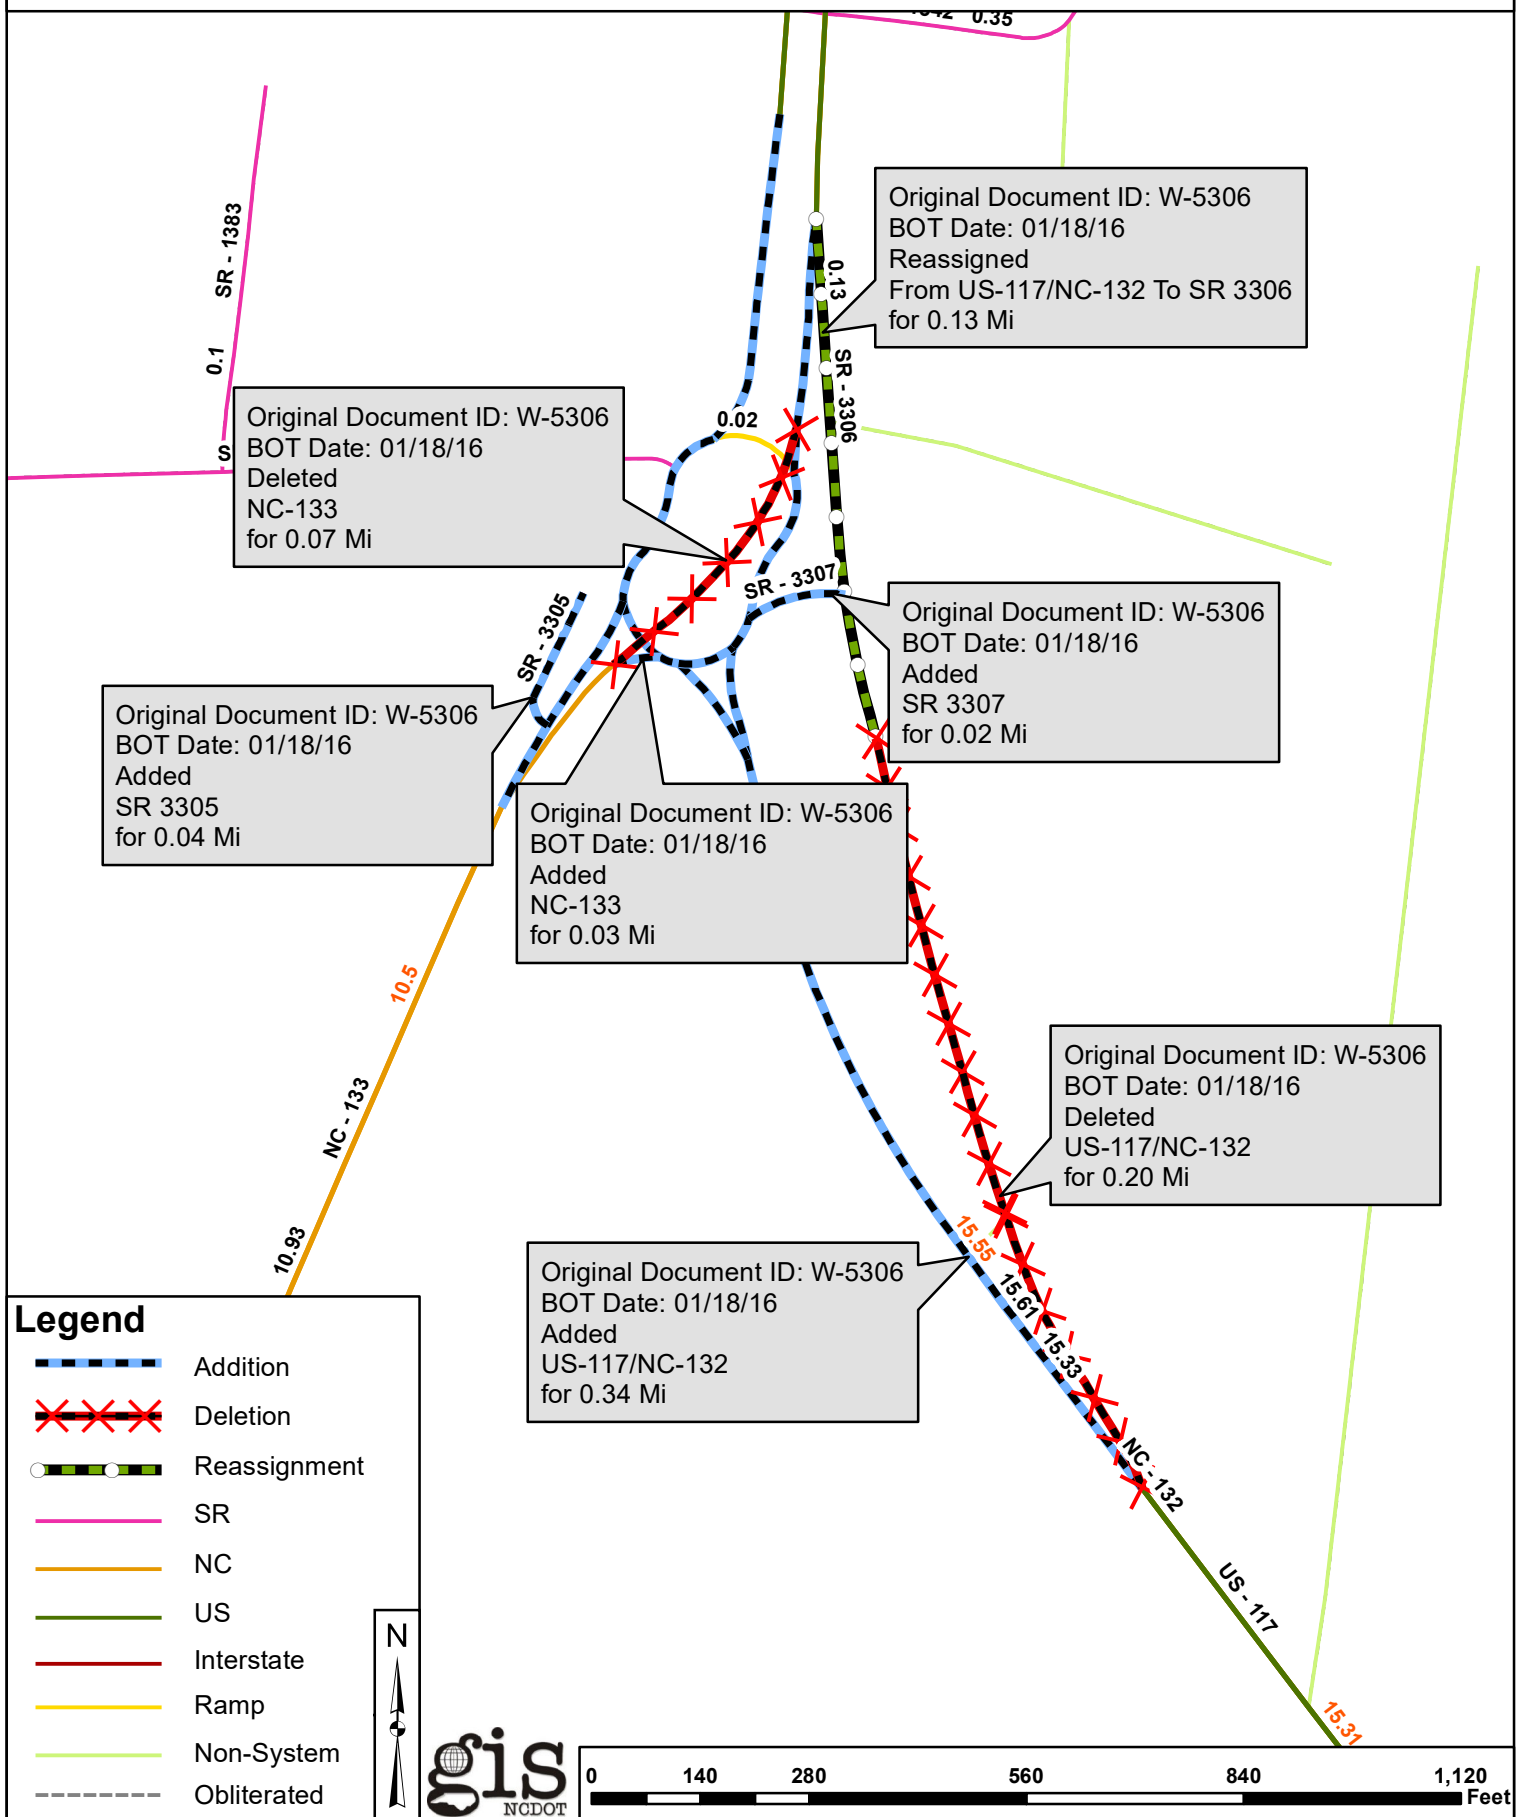 0.35
SR - 1383
0.1
S
Original Document ID: W-5306
BOT Date: 01/18/16
Reassigned
From US-117/NC-132 To SR 3306
for 0.13 Mi
0.13
SR - 3306
0.02
Original Document ID: W-5306
BOT Date: 01/18/16
Deleted
NC-133
for 0.07 Mi
SR - 3307
SR - 3305
Original Document ID: W-5306
BOT Date: 01/18/16
Added
SR 3307
for 0.02 Mi
Original Document ID: W-5306
BOT Date: 01/18/16
Added
SR 3305
for 0.04 Mi
Original Document ID: W-5306
BOT Date: 01/18/16
Added
NC-133
for 0.03 Mi
10.5
NC - 133
10.93
Original Document ID: W-5306
BOT Date: 01/18/16
Deleted
US-117/NC-132
for 0.20 Mi
Original Document ID: W-5306
BOT Date: 01/18/16
Added
US-117/NC-132
for 0.34 Mi
15.55
15.61
15.33
NC - 132
US - 117
15.31
Legend
Addition
Deletion
Reassignment
SR
NC
US
Interstate
Ramp
Non-System
Obliterated
N
gis
NCDOT
0 140 280 560 840 1,120
Feet